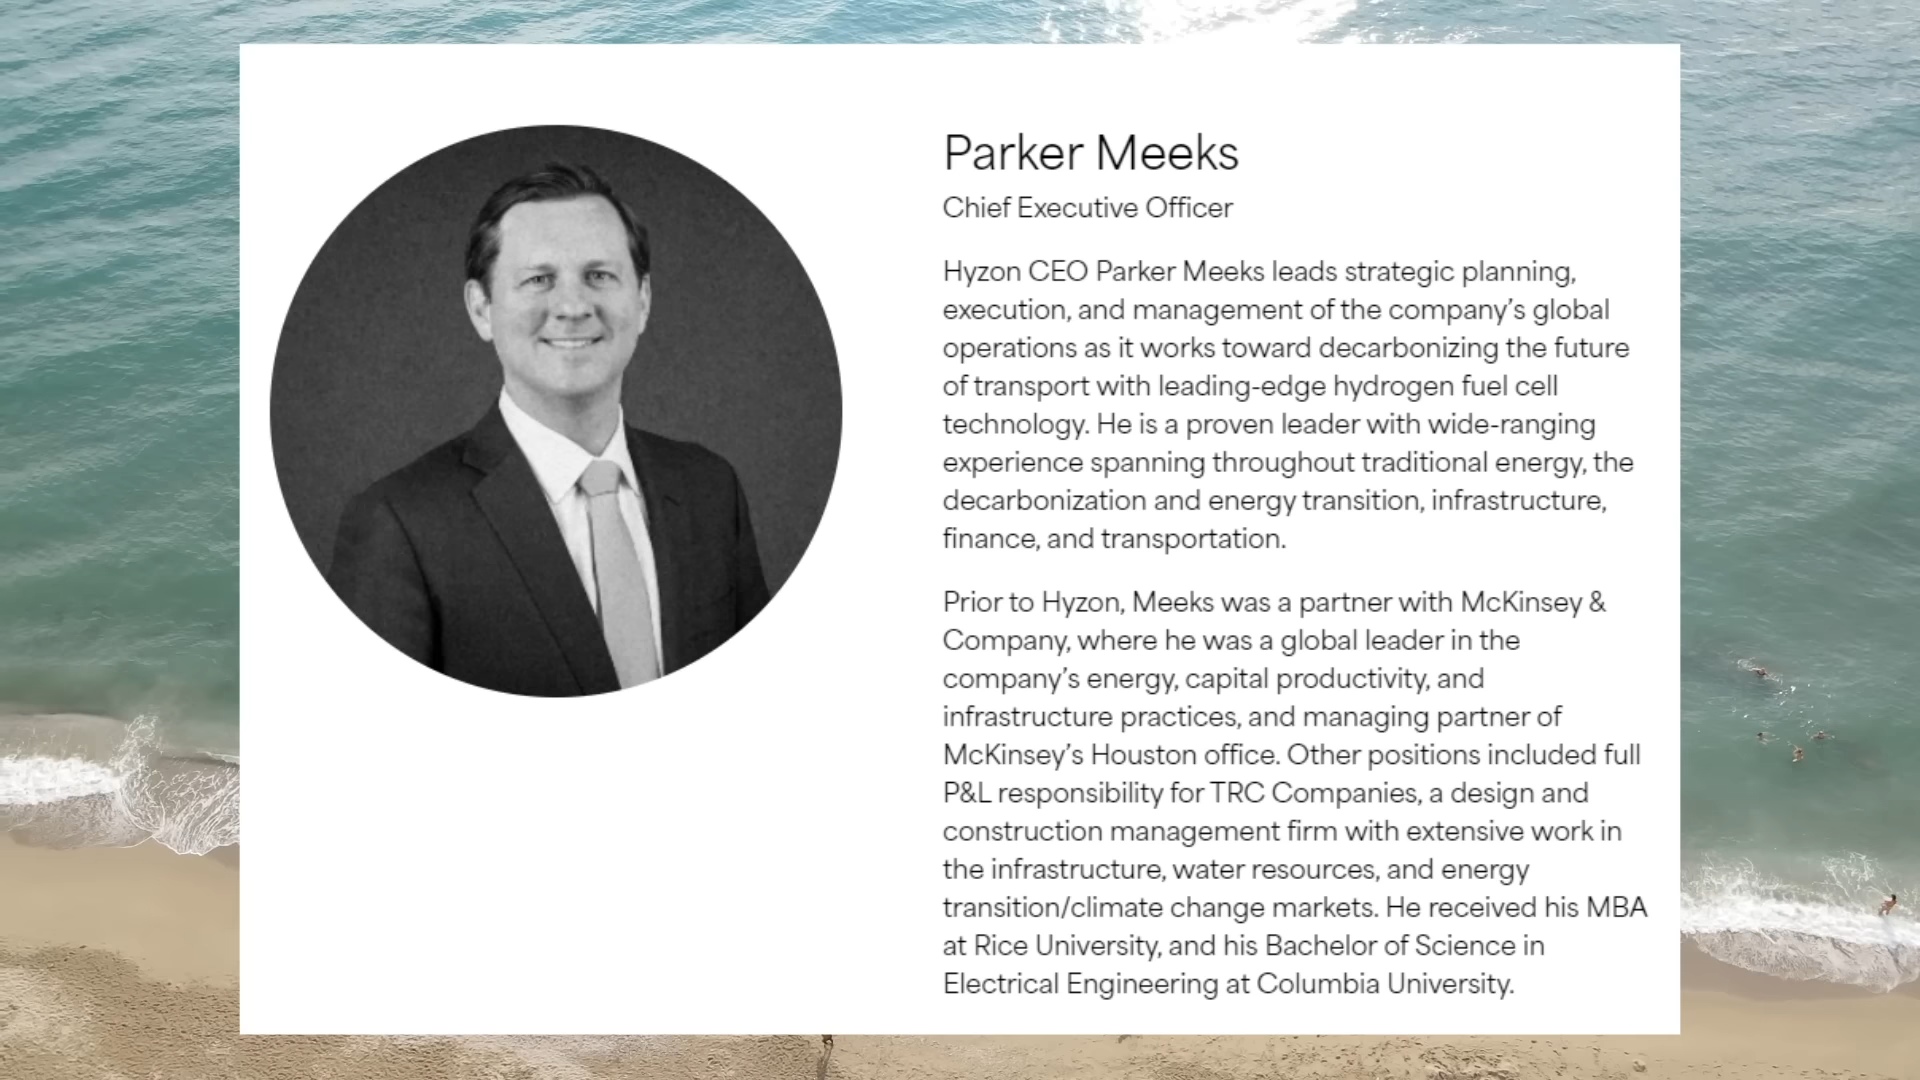 Parker Meeks
Chief Executive Officer
Hyzon CEO Parker Meeks leads strategic planning,
execution, and management of the company’s global
operations as it works toward decarbonizing the future
of transport with leading-edge hydrogen fuel cell
technology. He is a proven leader with wide-ranging
experience spanning throughout traditional energy, the
decarbonization and energy transition, infrastructure,
finance, and transportation.
Prior to Hyzon, Meeks was a partner with McKinsey &
Company, where he was a global leader in the
company’s energy, capital productivity, and
infrastructure practices, and managing partner of
McKinsey’s Houston office. Other positions included full
P&L responsibility for TRC Companies, a design and
construction management firm with extensive work in
the infrastructure, water resources, and energy
transition/climate change markets. He received his MBA
at Rice University, and his Bachelor of Science in
Electrical Engineering at Columbia University.